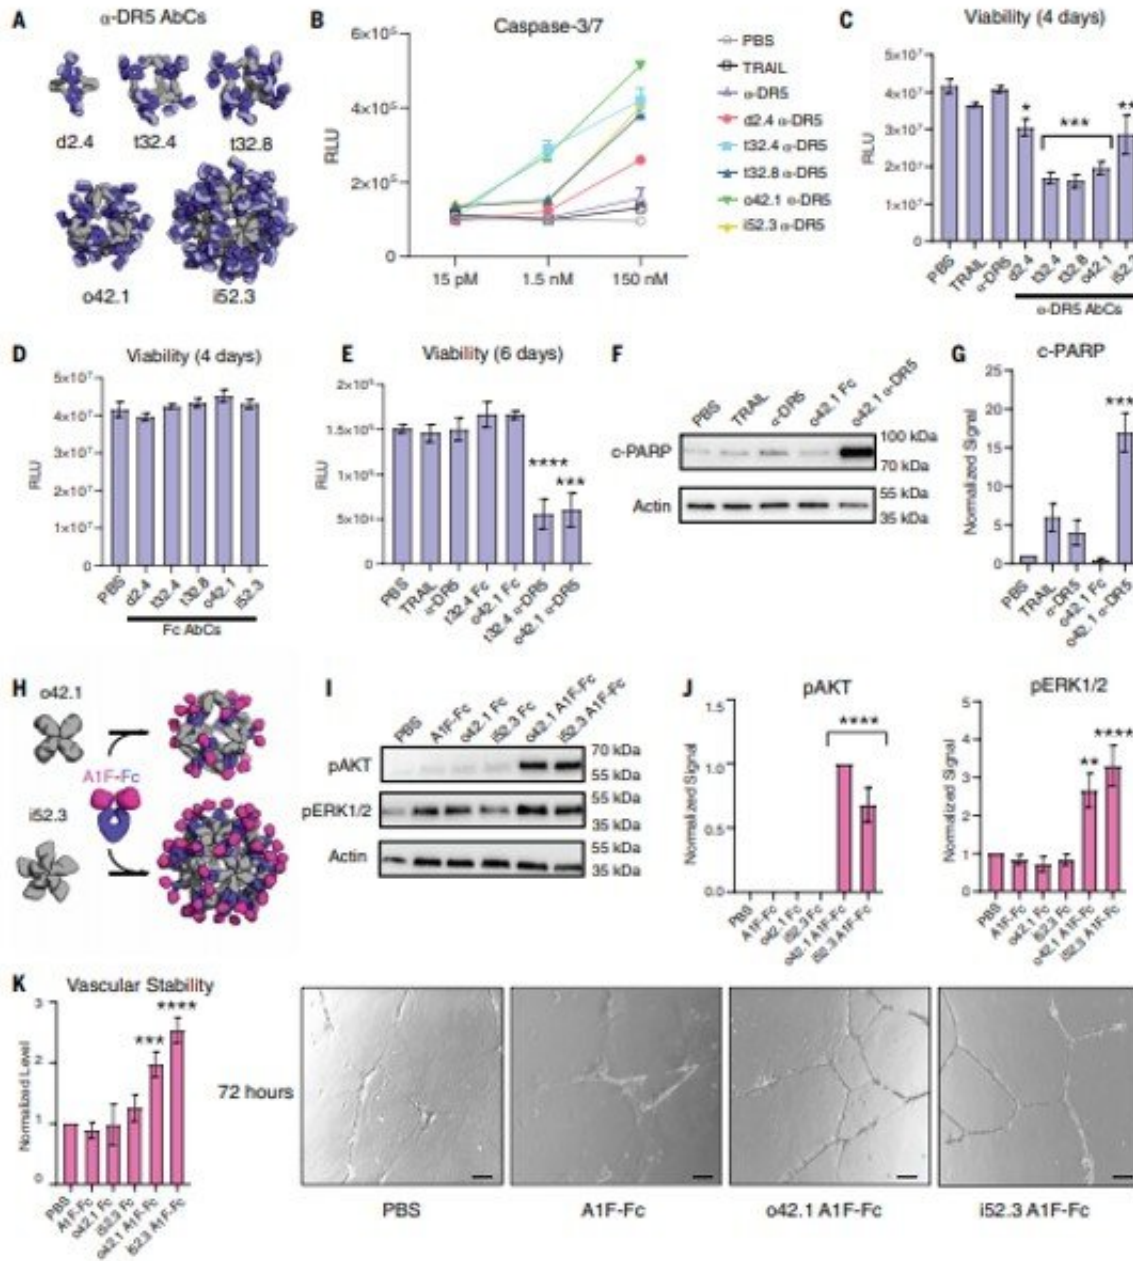 A
α-DR5 AbCs
d2.4
t32.4
t32.8
o42.1
i52.3
B
Caspase-3/7
RLU
6×10⁵
4×10⁵
2×10⁵
0
15 pM
1.5 nM
150 nM
PBS
TRAIL
α-DR5
d2.4 α-DR5
t32.4 α-DR5
t32.8 α-DR5
o42.1 α-DR5
i52.3 α-DR5
C
Viability (4 days)
RLU
5×10⁷
4×10⁷
3×10⁷
2×10⁷
1×10⁷
0
*
***
**
PBS
TRAIL
α-DR5
d2.4
t32.4
t32.8
o42.1
i52.3
α-DR5 AbCs
D
Viability (4 days)
RLU
5×10⁷
4×10⁷
3×10⁷
2×10⁷
1×10⁷
0
PBS
d2.4
t32.4
t32.8
o42.1
i52.3
Fc AbCs
E
Viability (6 days)
RLU
0
****
***
PBS
TRAIL
α-DR5
t32.4 Fc
o42.1 Fc
t32.4 α-DR5
o42.1 α-DR5
F
PBS
TRAIL
α-DR5
o42.1 Fc
o42.1 α-DR5
c-PARP
100 kDa
70 kDa
Actin
55 kDa
35 kDa
G
c-PARP
Normalized Signal
25
20
15
10
5
0
***
PBS
TRAIL
α-DR5
o42.1 Fc
o42.1 α-DR5
H
o42.1
A1F-Fc
i52.3
I
PBS
A1F-Fc
o42.1 Fc
i52.3 Fc
o42.1 A1F-Fc
i52.3 A1F-Fc
pAKT
70 kDa
55 kDa
pERK1/2
55 kDa
35 kDa
Actin
55 kDa
35 kDa
J
pAKT
Normalized Signal
1.5
1.0
0.5
0.0
****
PBS
A1F-Fc
o42.1 Fc
i52.3 Fc
o42.1 A1F-Fc
i52.3 A1F-Fc
pERK1/2
Normalized Signal
5
4
3
2
1
0
**
****
PBS
A1F-Fc
o42.1 Fc
i52.3 Fc
o42.1 A1F-Fc
i52.3 A1F-Fc
K
Vascular Stability
Normalized Level
3
2
1
0
***
****
PBS
A1F-Fc
o42.1 Fc
i52.3 Fc
o42.1 A1F-Fc
i52.3 A1F-Fc
72 hours
PBS
A1F-Fc
o42.1 A1F-Fc
i52.3 A1F-Fc